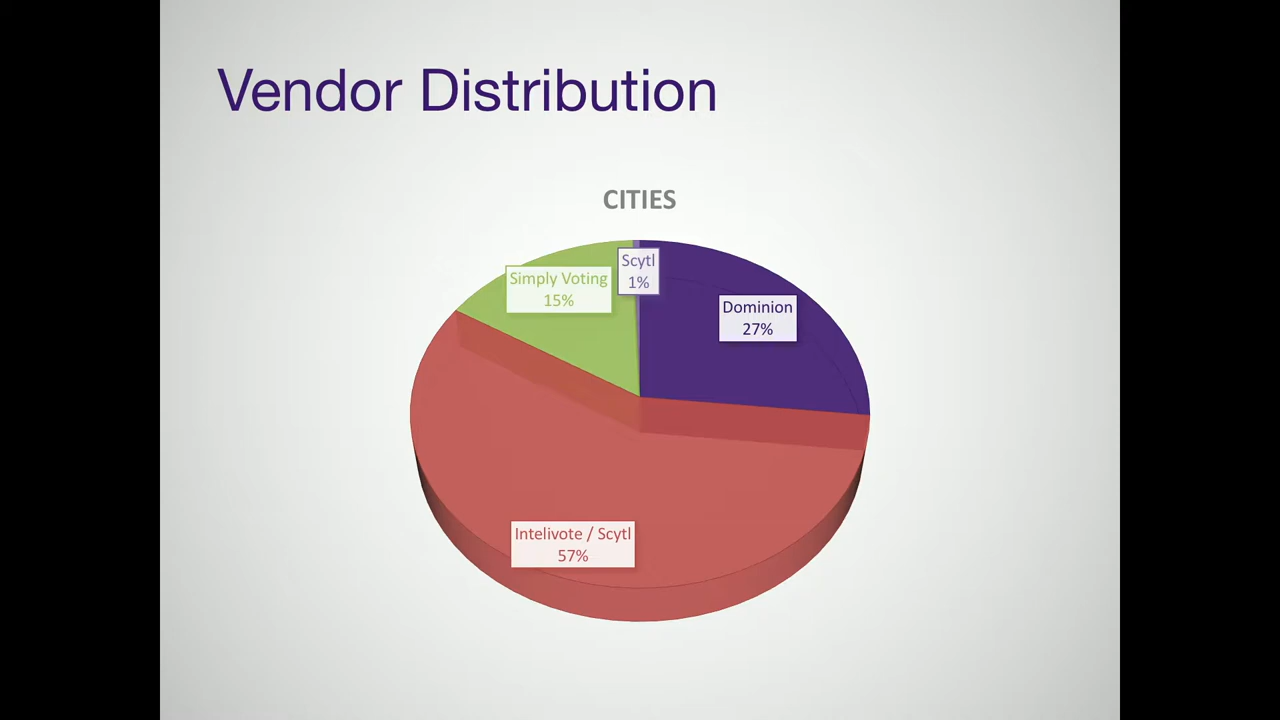 Vendor Distribution
CITIES
Scytl
1%
Simply Voting
15%
Dominion
27%
Intelivote / Scytl
57%